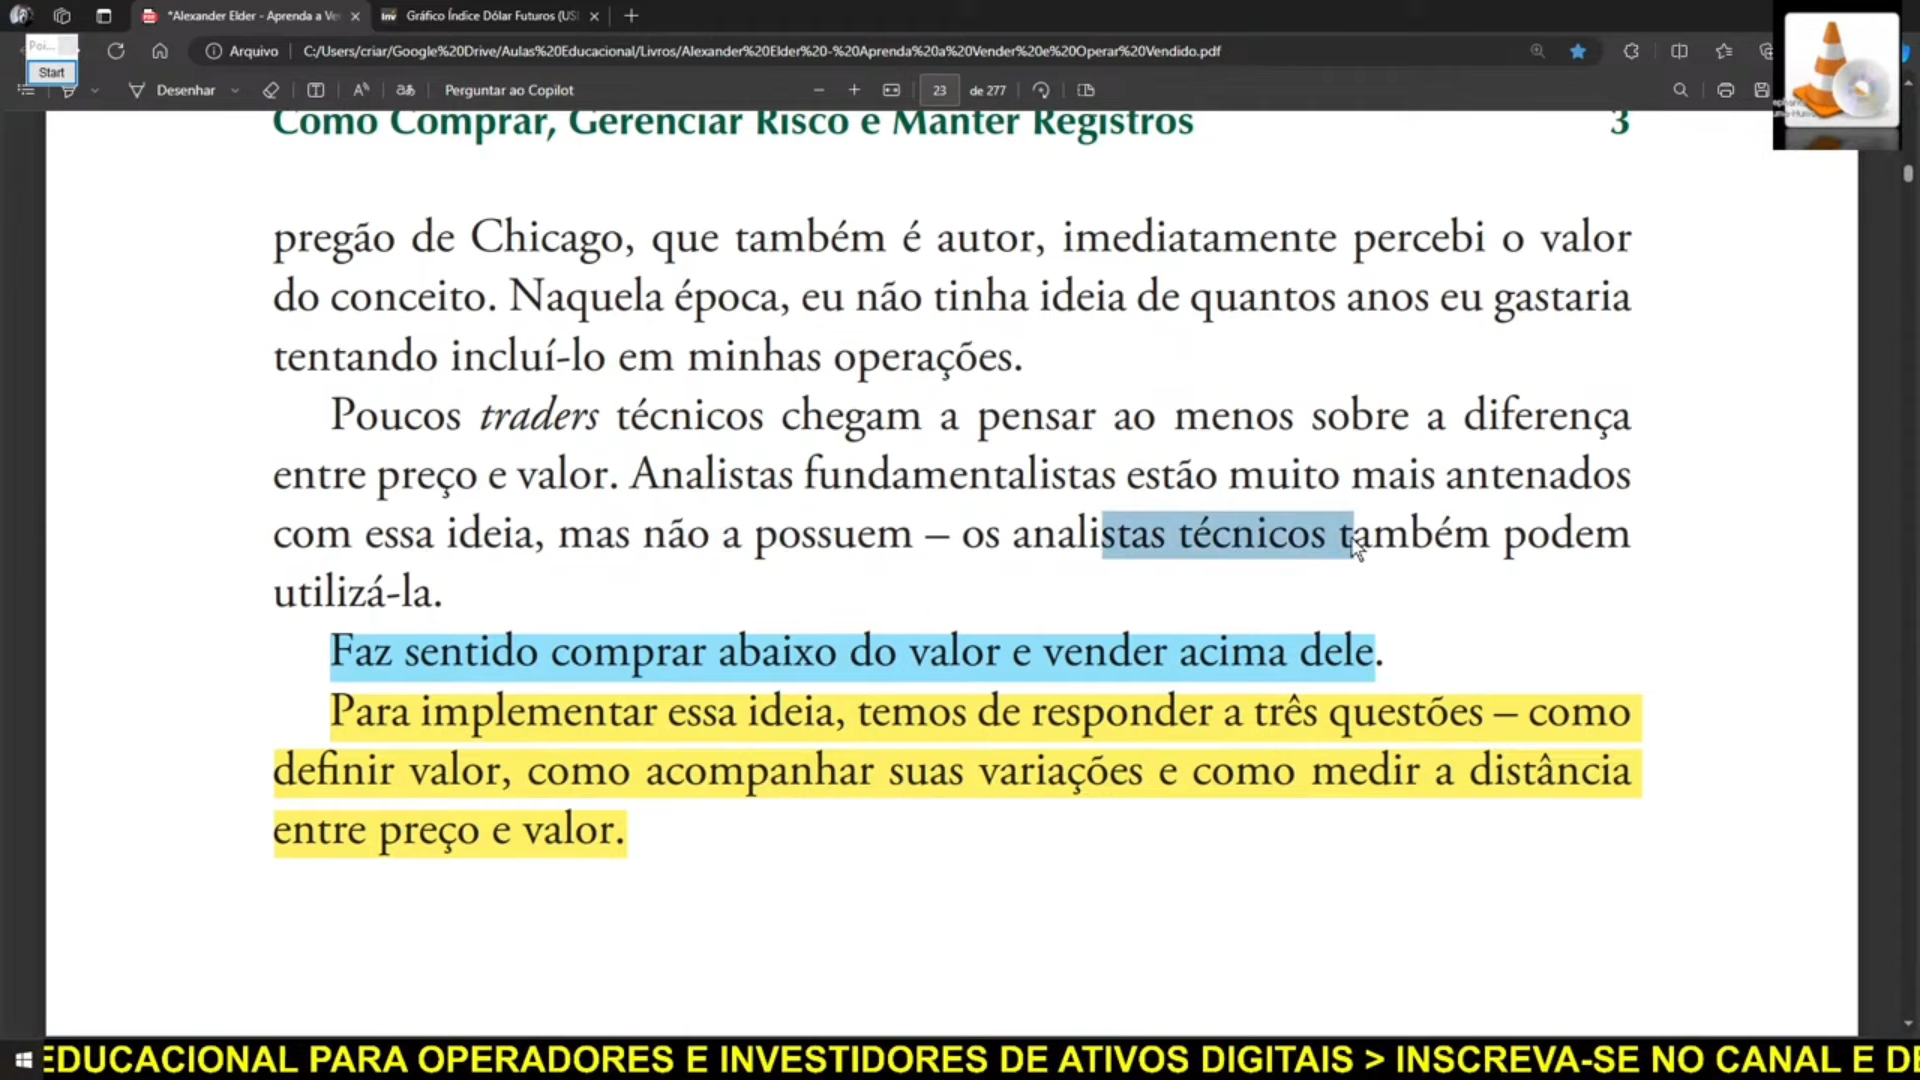 *Alexander Elder - Aprenda a Ve
Gráfico Índice Dólar Futuros (US
Poi...
Start
Arquivo
C:/Users/criar/Google%20Drive/Aulas%20Educacional/Livros/Alexander%20Elder%20-%20Aprenda%20a%20Vender%20e%20Operar%20Vendido.pdf
Desenhar
Perguntar ao Copilot
23
de 277
Como Comprar, Gerenciar Risco e Manter Registros 3
pregão de Chicago, que também é autor, imediatamente percebi o valor
do conceito. Naquela época, eu não tinha ideia de quantos anos eu gastaria
tentando incluí-lo em minhas operações.
Poucos traders técnicos chegam a pensar ao menos sobre a diferença
entre preço e valor. Analistas fundamentalistas estão muito mais antenados
com essa ideia, mas não a possuem – os analistas técnicos também podem
utilizá-la.
Faz sentido comprar abaixo do valor e vender acima dele.
Para implementar essa ideia, temos de responder a três questões – como
definir valor, como acompanhar suas variações e como medir a distância
entre preço e valor.
EDUCACIONAL PARA OPERADORES E INVESTIDORES DE ATIVOS DIGITAIS > INSCREVA-SE NO CANAL E DE